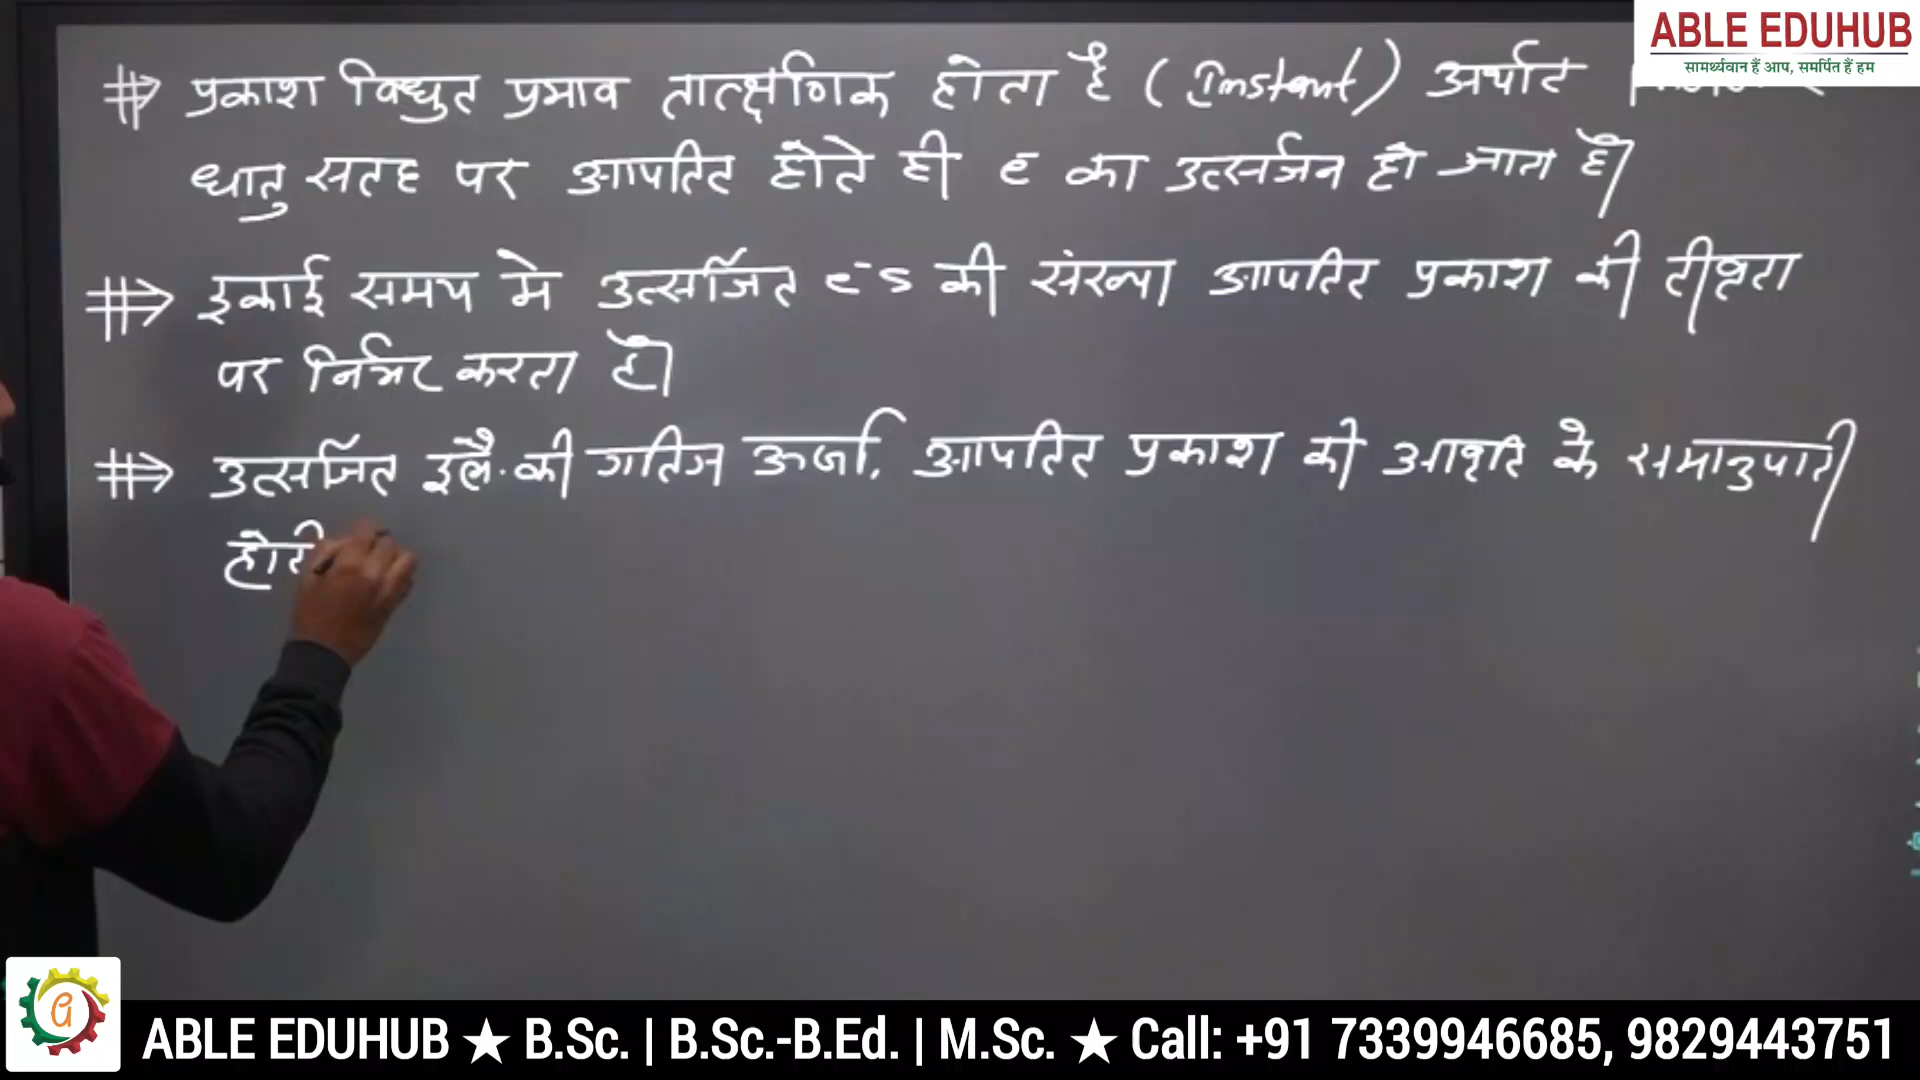 ABLE EDUHUB
सामर्थ्यवान हैं आप, समर्पित हैं हम
प्रकाश विधुत प्रभाव तात्क्षणिक होता है (Instant) अर्थात
धातु सतह पर आपतित होते ही e का उत्सर्जन हो जाता है।
इकाई समय मे उत्सर्जित e⁻s की संख्या आपतित प्रकाश की तीव्रता
पर निर्भर करता है।
उत्सर्जित इलै. की गतिज ऊर्जा, आपतित प्रकाश की आवृति के समानुपाती
होती
ABLE EDUHUB ★ B.Sc. | B.Sc.-B.Ed. | M.Sc. ★ Call: +91 7339946685, 9829443751